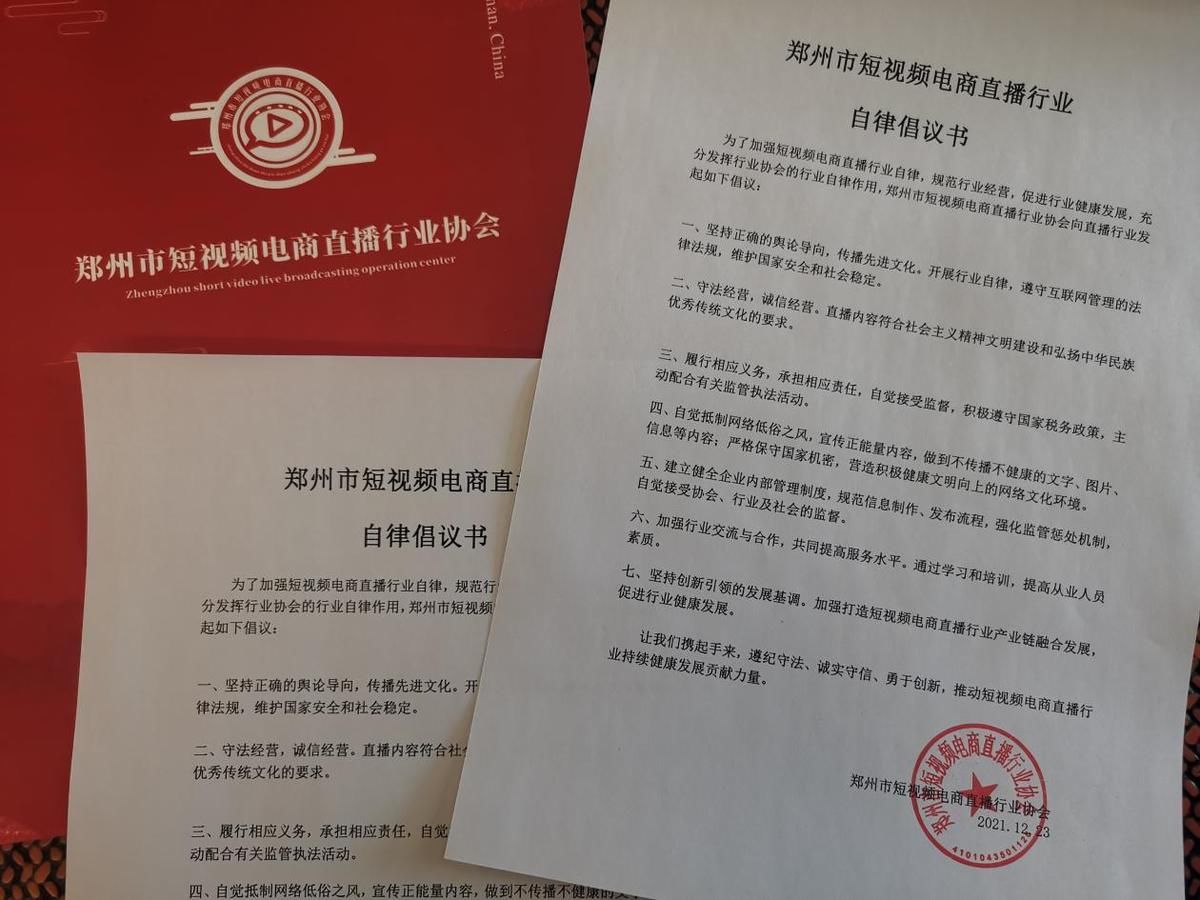 nan. China
郑州市短视频电商直播行业协会
郑州市短视频电商直播行业协会
Zhengzhou short video live broadcasting operation center
郑州市短视频电商直
自律倡议书
为了加强短视频电商直播行业自律，规范行
分发挥行业协会的行业自律作用，郑州市短视频
起如下倡议：
一、坚持正确的舆论导向，传播先进文化。开
律法规，维护国家安全和社会稳定。
二、守法经营，诚信经营。直播内容符合社
优秀传统文化的要求。
三、履行相应义务，承担相应责任，自觉
动配合有关监管执法活动。
四、自觉抵制网络低俗之风，宣传正能量内容，做到不传播不健康的
郑州市短视频电商直播行业
自律倡议书
为了加强短视频电商直播行业自律，规范行业经营，促进行业健康发展，充
分发挥行业协会的行业自律作用，郑州市短视频电商直播行业协会向直播行业发
起如下倡议：
一、坚持正确的舆论导向，传播先进文化。开展行业自律，遵守互联网管理的法
律法规，维护国家安全和社会稳定。
二、守法经营，诚信经营。直播内容符合社会主义精神文明建设和弘扬中华民族
优秀传统文化的要求。
三、履行相应义务，承担相应责任，自觉接受监督，积极遵守国家税务政策，主
动配合有关监管执法活动。
四、自觉抵制网络低俗之风，宣传正能量内容，做到不传播不健康的文字、图片、
信息等内容；严格保守国家机密，营造积极健康文明向上的网络文化环境。
五、建立健全企业内部管理制度，规范信息制作、发布流程，强化监管惩处机制，
自觉接受协会、行业及社会的监督。
六、加强行业交流与合作，共同提高服务水平。通过学习和培训，提高从业人员
素质。
七、坚持创新引领的发展基调。加强打造短视频电商直播行业产业链融合发展，
促进行业健康发展。
让我们携起手来，遵纪守法、诚实守信、勇于创新，推动短视频电商直播行
业持续健康发展贡献力量。
郑州市短视频电商直播行业协会
2021.12.23
郑州市短视频电商直播行业协会